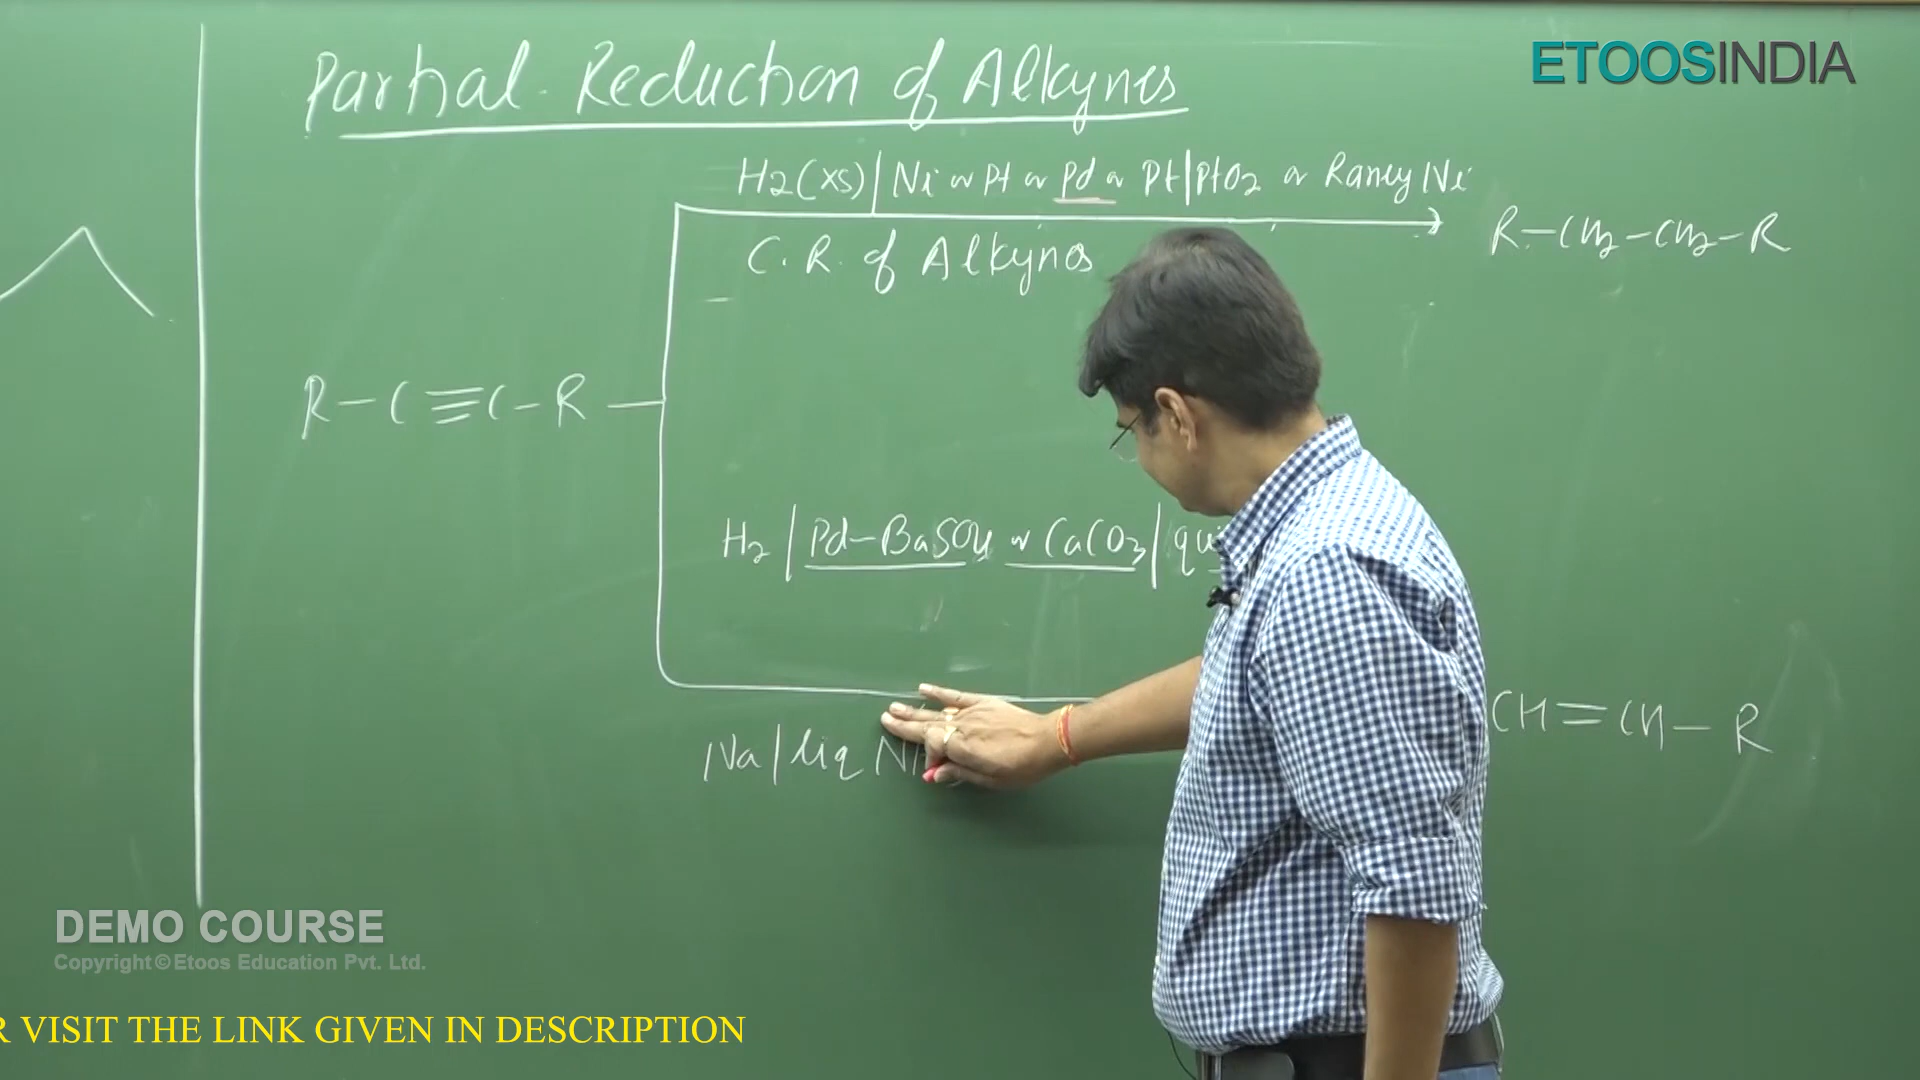 Partial Reduction of Alkynes
ETOOSINDIA
H2(xs) | Ni or Pt or Pd or Pt | PtO2 or Raney Ni
R-CH2-CH2-R
C.R. of Alkynes
R-C≡C-R
H2 | Pd-BaSO4 or CaCO3 |
CH=CH-R
Na | liq
DEMO COURSE
Copyright © Etoos Education Pvt. Ltd.
R VISIT THE LINK GIVEN IN DESCRIPTION